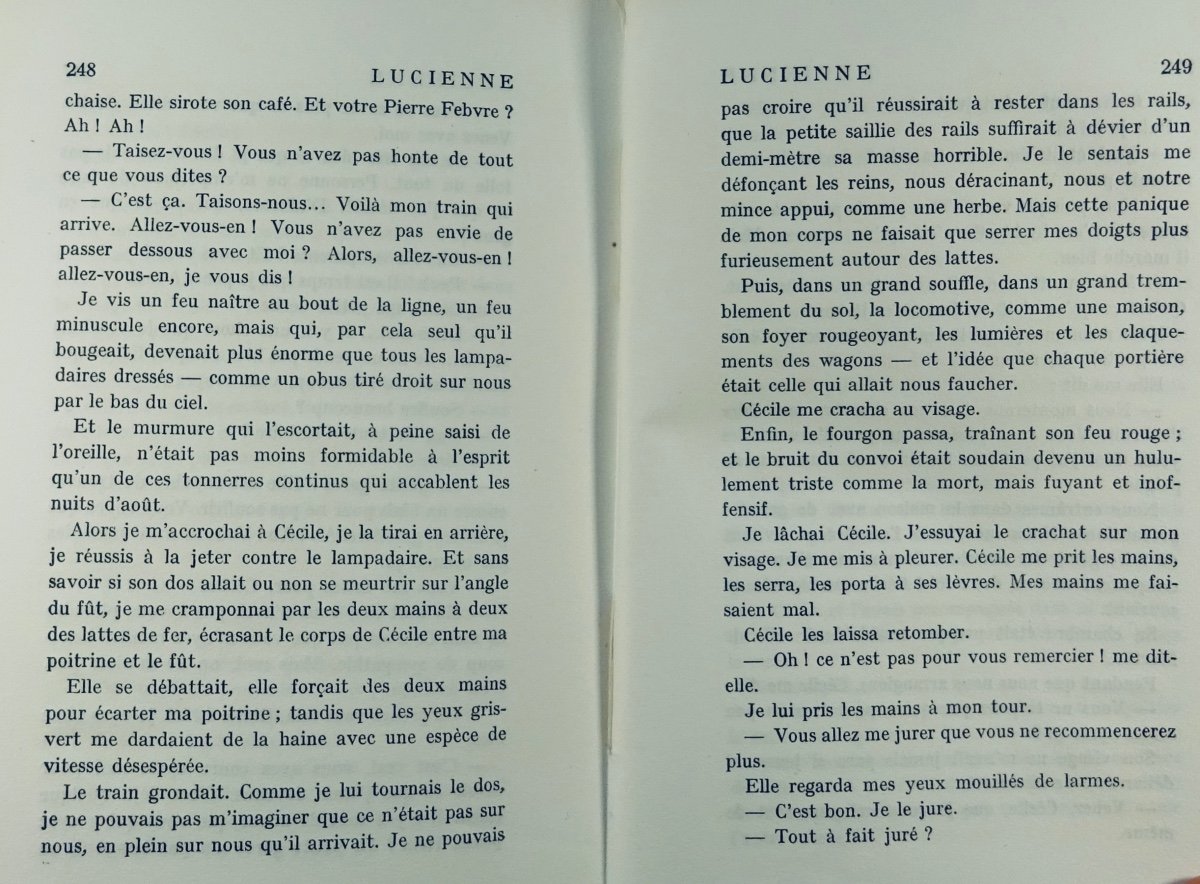 248
LUCIENNE
chaise. Elle sirote son café. Et votre Pierre Febvre ?
Ah ! Ah !
— Taisez-vous ! Vous n'avez pas honte de tout
ce que vous dites ?
— C'est ça. Taisons-nous... Voilà mon train qui
arrive. Allez-vous-en ! Vous n'avez pas envie de
passer dessous avec moi ? Alors, allez-vous-en !
allez-vous-en, je vous dis !
Je vis un feu naître au bout de la ligne, un feu
minuscule encore, mais qui, par cela seul qu'il
bougeait, devenait plus énorme que tous les lampa-
daires dressés — comme un obus tiré droit sur nous
par le bas du ciel.
Et le murmure qui l'escortait, à peine saisi de
l'oreille, n'était pas moins formidable à l'esprit
qu'un de ces tonnerres continus qui accablent les
nuits d'août.
Alors je m'accrochai à Cécile, je la tirai en arrière,
je réussis à la jeter contre le lampadaire. Et sans
savoir si son dos allait ou non se meurtrir sur l'angle
du fût, je me cramponnai par les deux mains à deux
des lattes de fer, écrasant le corps de Cécile entre ma
poitrine et le fût.
Elle se débattait, elle forçait des deux mains
pour écarter ma poitrine ; tandis que les yeux gris-
vert me dardaient de la haine avec une espèce de
vitesse désespérée.
Le train grondait. Comme je lui tournais le dos,
je ne pouvais pas m'imaginer que ce n'était pas sur
nous, en plein sur nous qu'il arrivait. Je ne pouvais
LUCIENNE
249
pas croire qu'il réussirait à rester dans les rails,
que la petite saillie des rails suffirait à dévier d'un
demi-mètre sa masse horrible. Je le sentais me
défonçant les reins, nous déracinant, nous et notre
mince appui, comme une herbe. Mais cette panique
de mon corps ne faisait que serrer mes doigts plus
furieusement autour des lattes.
Puis, dans un grand souffle, dans un grand trem-
blement du sol, la locomotive, comme une maison,
son foyer rougeoyant, les lumières et les claque-
ments des wagons — et l'idée que chaque portière
était celle qui allait nous faucher.
Cécile me cracha au visage.
Enfin, le fourgon passa, traînant son feu rouge ;
et le bruit du convoi était soudain devenu un hulu-
lement triste comme la mort, mais fuyant et inof-
fensif.
Je lâchai Cécile. J'essuyai le crachat sur mon
visage. Je me mis à pleurer. Cécile me prit les mains,
les serra, les porta à ses lèvres. Mes mains me fai-
saient mal.
Cécile les laissa retomber.
— Oh ! ce n'est pas pour vous remercier ! me dit-
elle.
Je lui pris les mains à mon tour.
— Vous allez me jurer que vous ne recommencerez
plus.
Elle regarda mes yeux mouillés de larmes.
— C'est bon. Je le jure.
— Tout à fait juré ?